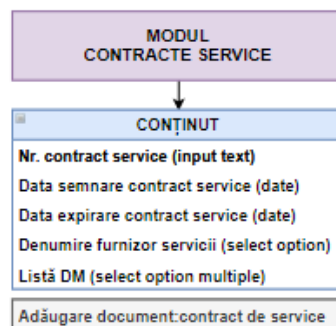 MODUL
CONTRACTE SERVICE
CONȚINUT
Nr. contract service (input text)
Data semnare contract service (date)
Data expirare contract service (date)
Denumire furnizor servicii (select option)
Listă DM (select option multiple)
Adăugare document:contract de service